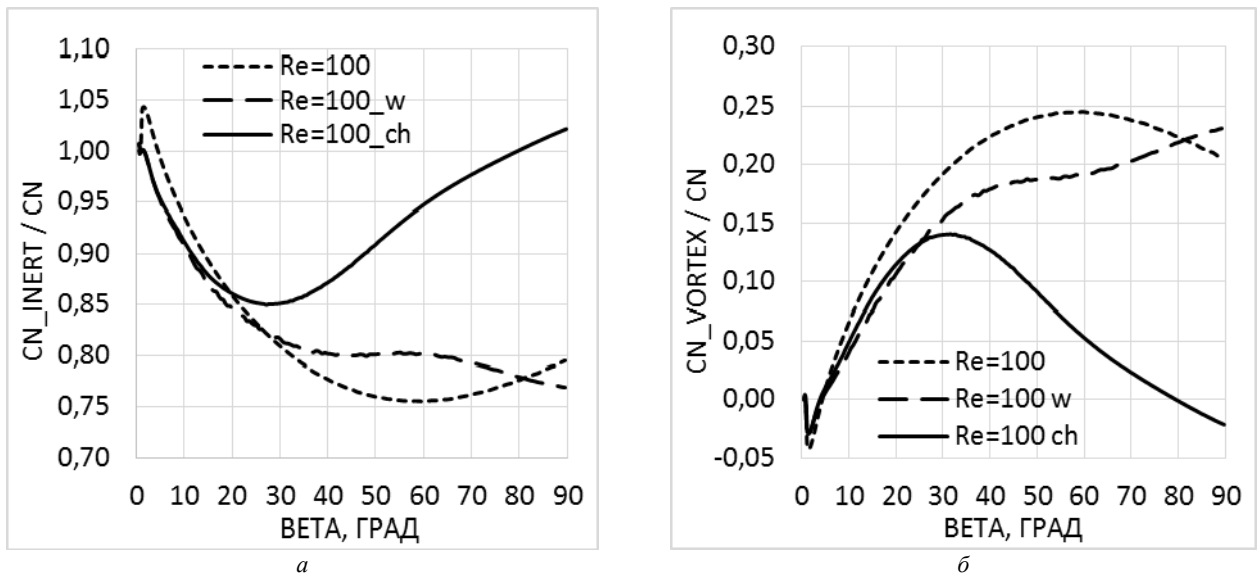 1,10
1,05
1,00
0,95
0,90
0,85
0,80
0,75
0,70
CN_INERT / CN
Re=100
Re=100_w
Re=100_ch
0 10 20 30 40 50 60 70 80 90
BETA, ГРАД
а
0,30
0,25
0,20
0,15
0,10
0,05
0,00
-0,05
CN_VORTEX / CN
Re=100
Re=100 w
Re=100 ch
0 10 20 30 40 50 60 70 80 90
BETA, ГРАД
б